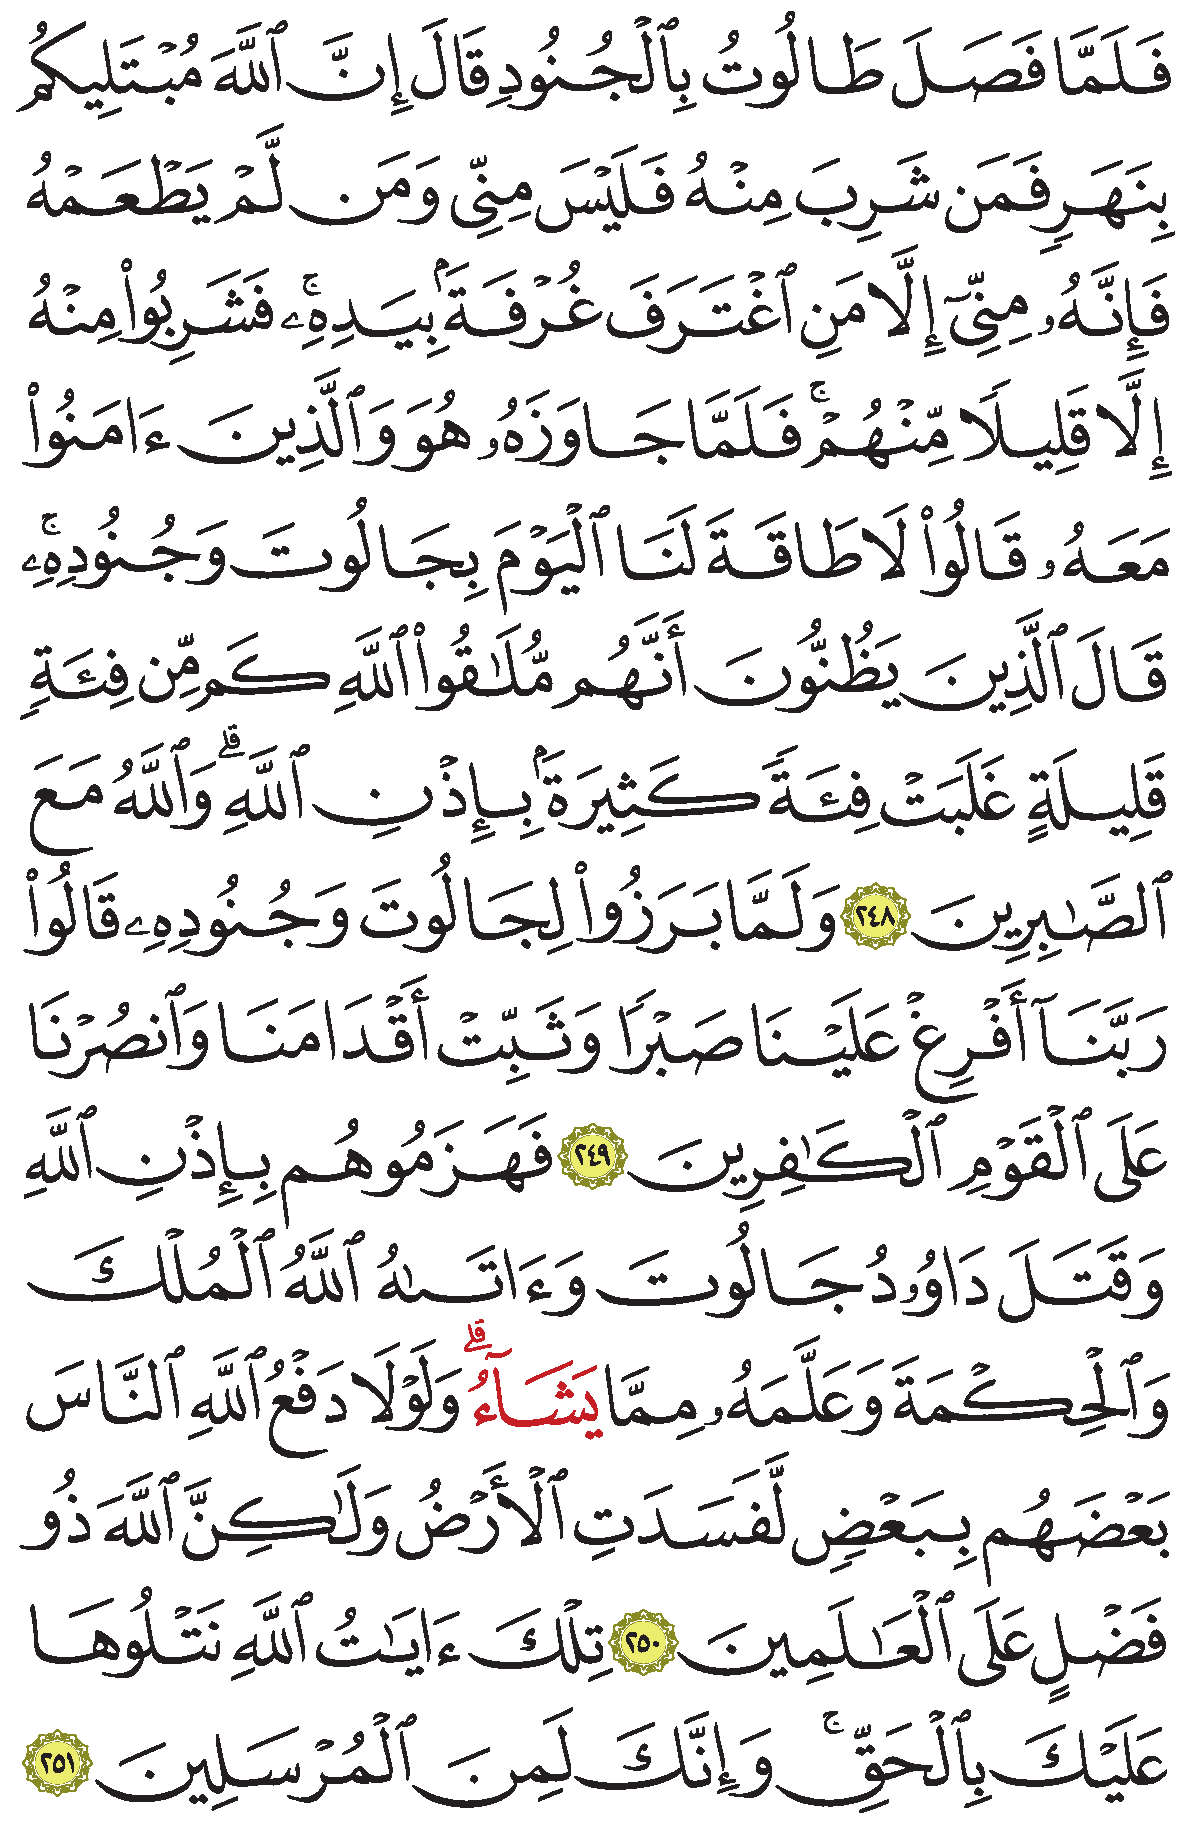 فَلَمَّا فَصَلَ طَالُوتُ بِٱلْجُنُودِ قَالَ إِنَّ ٱللَّهَ مُبْتَلِيكُم
بِنَهَرٍ فَمَن شَرِبَ مِنْهُ فَلَيْسَ مِنِّى وَمَن لَّمْ يَطْعَمْهُ
فَإِنَّهُۥ مِنِّىٓ إِلَّا مَنِ ٱغْتَرَفَ غُرْفَةَۢ بِيَدِهِۦۚ فَشَرِبُوا۟ مِنْهُ
إِلَّا قَلِيلًا مِّنْهُمْۚ فَلَمَّا جَاوَزَهُۥ هُوَ وَٱلَّذِينَ ءَامَنُوا۟
مَعَهُۥ قَالُوا۟ لَا طَاقَةَ لَنَا ٱلْيَوْمَ بِجَالُوتَ وَجُنُودِهِۦۚ
قَالَ ٱلَّذِينَ يَظُنُّونَ أَنَّهُم مُّلَٰقُوا۟ ٱللَّهِ كَم مِّن فِئَةٍ
قَلِيلَةٍ غَلَبَتْ فِئَةً كَثِيرَةَۢ بِإِذْنِ ٱللَّهِۗ وَٱللَّهُ مَعَ
ٱلصَّٰبِرِينَ ٢٤٨ وَلَمَّا بَرَزُوا۟ لِجَالُوتَ وَجُنُودِهِۦ قَالُوا۟
رَبَّنَآ أَفْرِغْ عَلَيْنَا صَبْرًا وَثَبِّتْ أَقْدَامَنَا وَٱنصُرْنَا
عَلَى ٱلْقَوْمِ ٱلْكَٰفِرِينَ ٢٤٩ فَهَزَمُوهُم بِإِذْنِ ٱللَّهِ
وَقَتَلَ دَاوُۥدُ جَالُوتَ وَءَاتَىٰهُ ٱللَّهُ ٱلْمُلْكَ
وَٱلْحِكْمَةَ وَعَلَّمَهُۥ مِمَّا يَشَآءُۗ وَلَوْلَا دَفْعُ ٱللَّهِ ٱلنَّاسَ
بَعْضَهُم بِبَعْضٍ لَّفَسَدَتِ ٱلْأَرْضُ وَلَٰكِنَّ ٱللَّهَ ذُو
فَضْلٍ عَلَى ٱلْعَٰلَمِينَ ٢٥٠ تِلْكَ ءَايَٰتُ ٱللَّهِ نَتْلُوهَا
عَلَيْكَ بِٱلْحَقِّۚ وَإِنَّكَ لَمِنَ ٱلْمُرْسَلِينَ ٢٥١